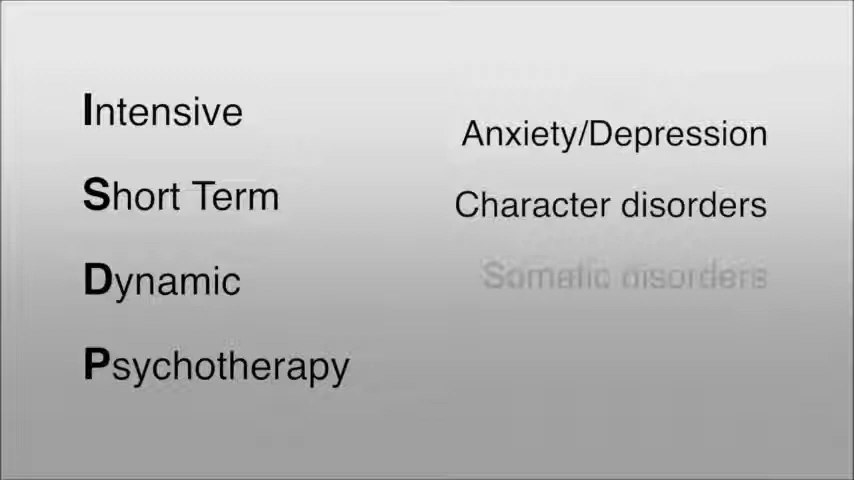 Intensive
Short Term
Dynamic
Psychotherapy
Anxiety/Depression
Character disorders
Somatic disorders